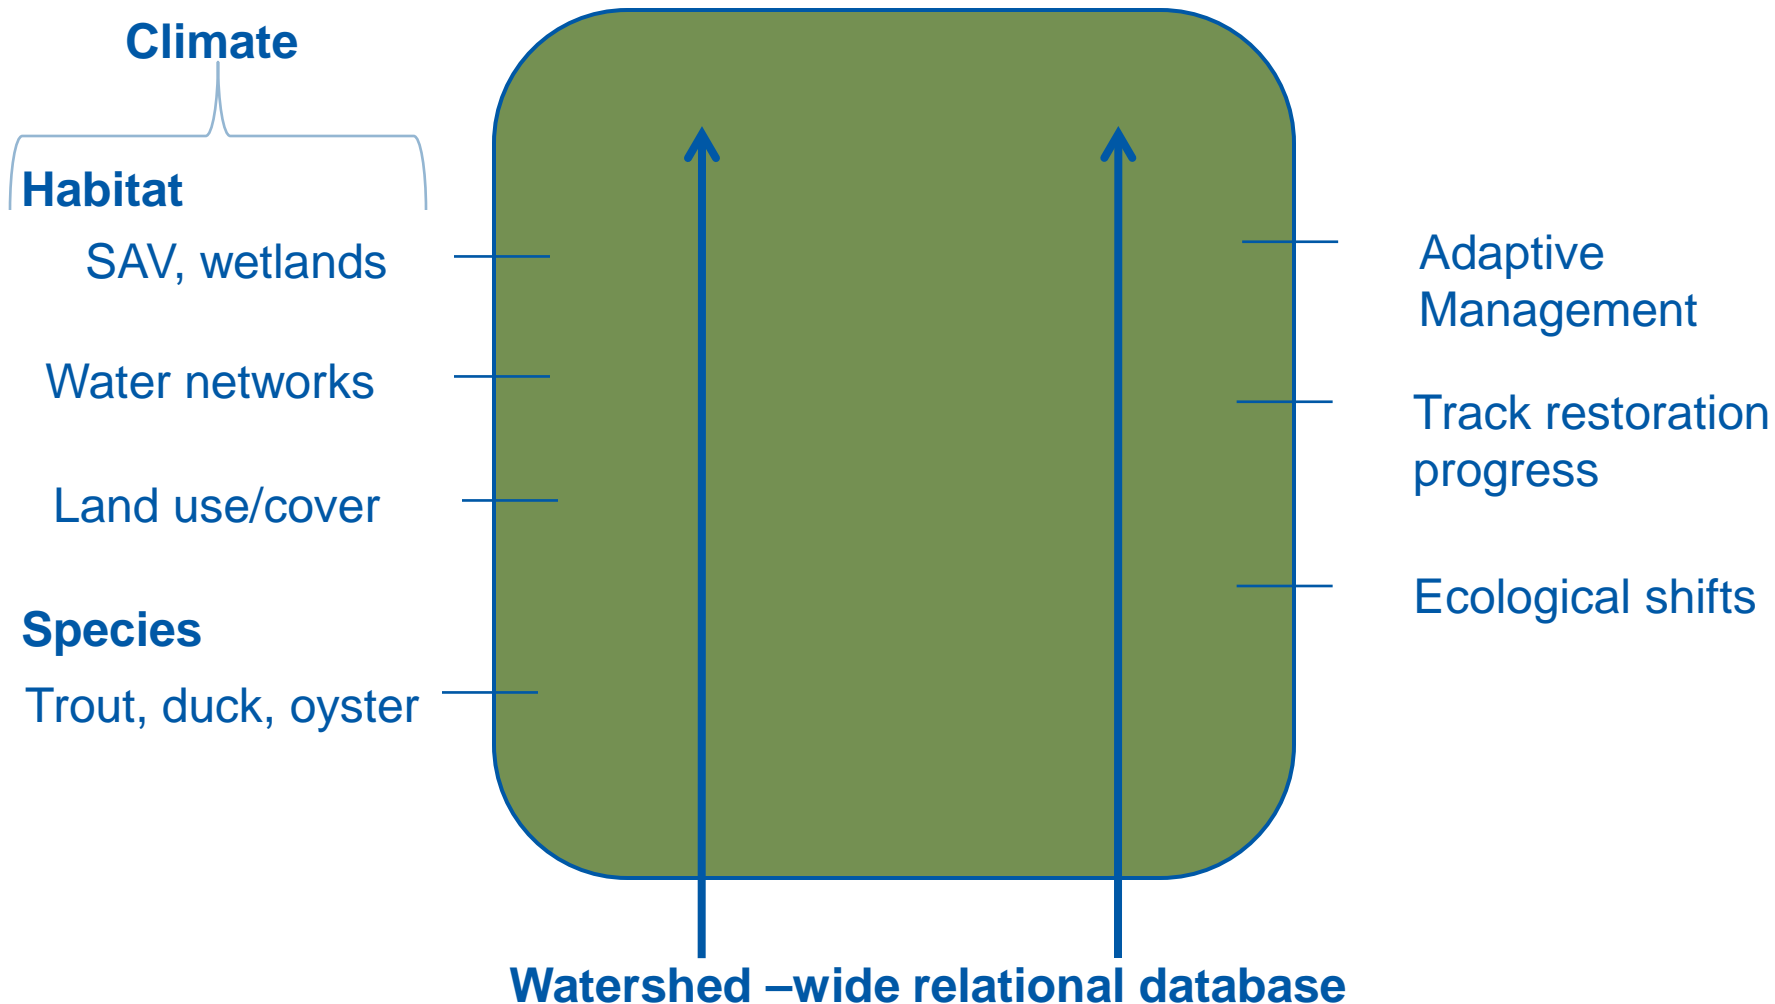 Climate
Habitat
SAV, wetlands
Water networks
Land use/cover
Species
Trout, duck, oyster
Adaptive
Management
Track restoration
progress
Ecological shifts
Watershed –wide relational database